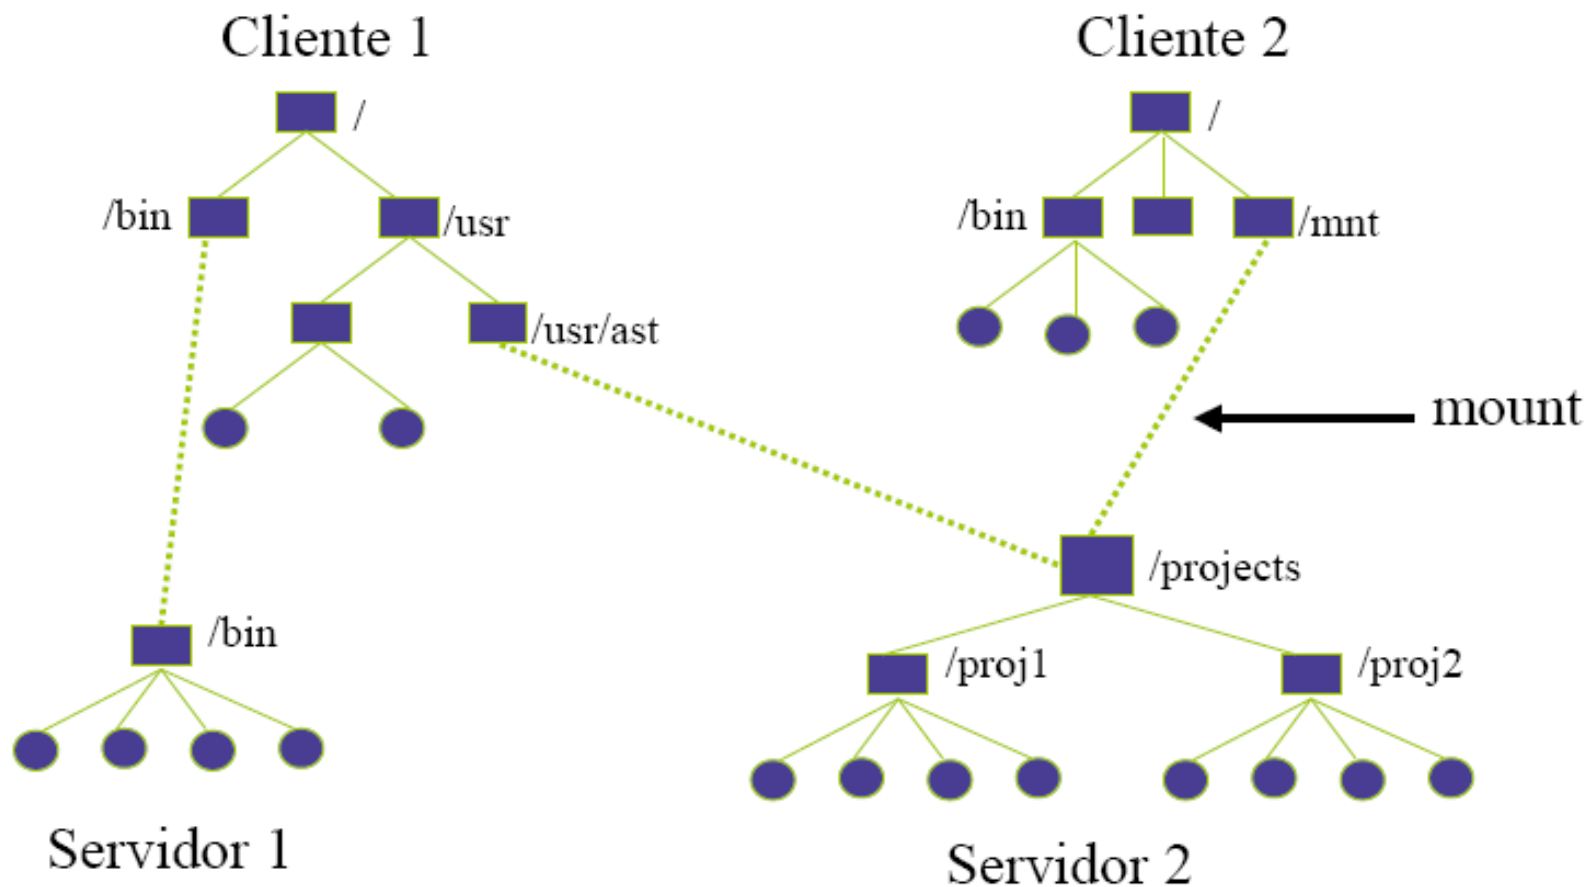 Cliente 1
Cliente 2
/
/
/bin
/usr
/bin
/mnt
/usr/ast
mount
/projects
/bin
/proj1
/proj2
Servidor 1
Servidor 2